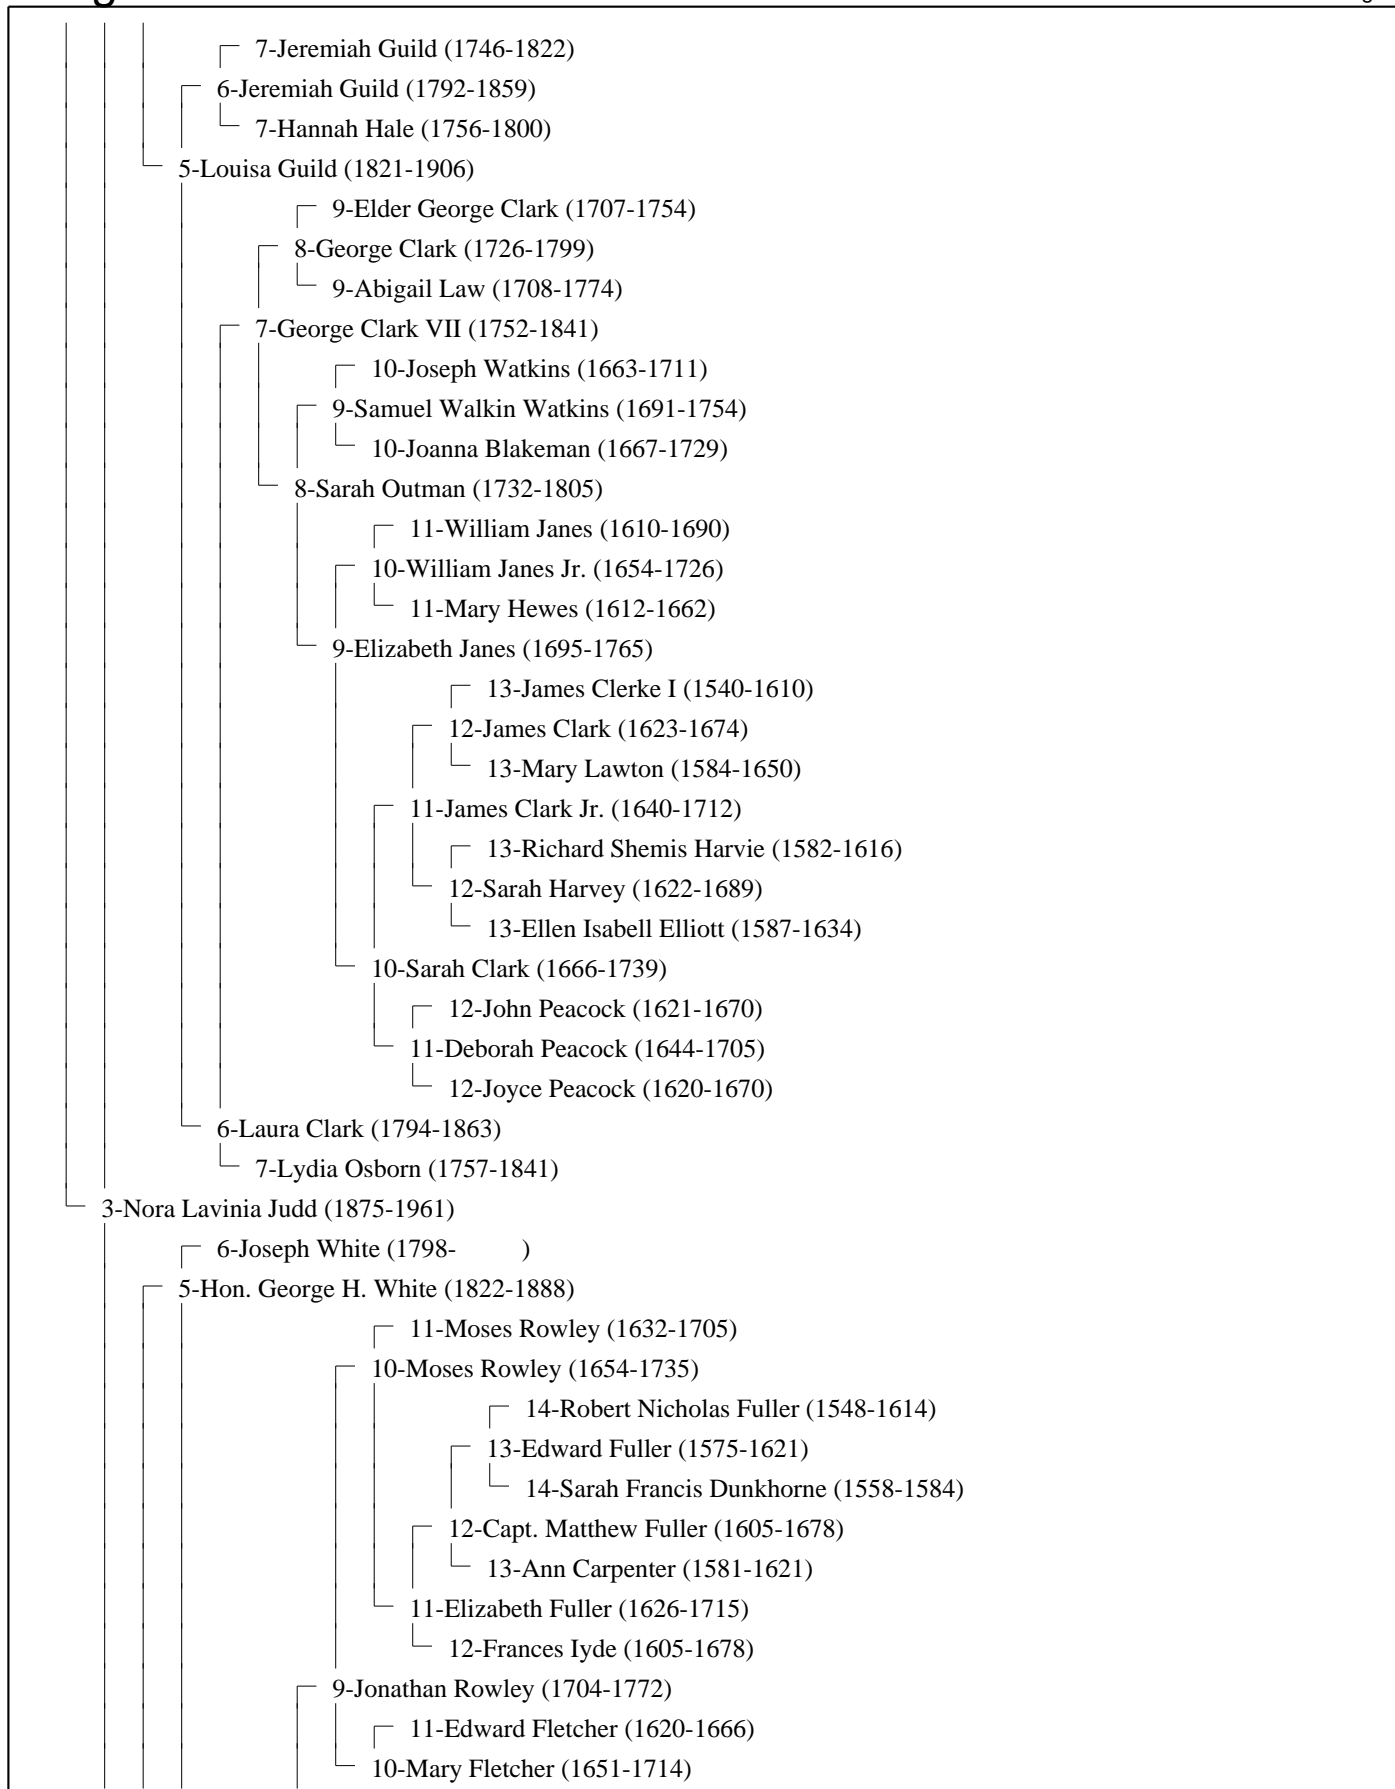 7-Jeremiah Guild (1746-1822)
6-Jeremiah Guild (1792-1859)
7-Hannah Hale (1756-1800)
5-Louisa Guild (1821-1906)
9-Elder George Clark (1707-1754)
8-George Clark (1726-1799)
9-Abigail Law (1708-1774)
7-George Clark VII (1752-1841)
10-Joseph Watkins (1663-1711)
9-Samuel Walkin Watkins (1691-1754)
10-Joanna Blakeman (1667-1729)
8-Sarah Outman (1732-1805)
11-William Janes (1610-1690)
10-William Janes Jr. (1654-1726)
11-Mary Hewes (1612-1662)
9-Elizabeth Janes (1695-1765)
13-James Clerke I (1540-1610)
12-James Clark (1623-1674)
13-Mary Lawton (1584-1650)
11-James Clark Jr. (1640-1712)
13-Richard Shemis Harvie (1582-1616)
12-Sarah Harvey (1622-1689)
13-Ellen Isabell Elliott (1587-1634)
10-Sarah Clark (1666-1739)
12-John Peacock (1621-1670)
11-Deborah Peacock (1644-1705)
12-Joyce Peacock (1620-1670)
6-Laura Clark (1794-1863)
7-Lydia Osborn (1757-1841)
3-Nora Lavinia Judd (1875-1961)
6-Joseph White (1798- )
5-Hon. George H. White (1822-1888)
11-Moses Rowley (1632-1705)
10-Moses Rowley (1654-1735)
14-Robert Nicholas Fuller (1548-1614)
13-Edward Fuller (1575-1621)
14-Sarah Francis Dunkhorne (1558-1584)
12-Capt. Matthew Fuller (1605-1678)
13-Ann Carpenter (1581-1621)
11-Elizabeth Fuller (1626-1715)
12-Frances Iyde (1605-1678)
9-Jonathan Rowley (1704-1772)
11-Edward Fletcher (1620-1666)
10-Mary Fletcher (1651-1714)